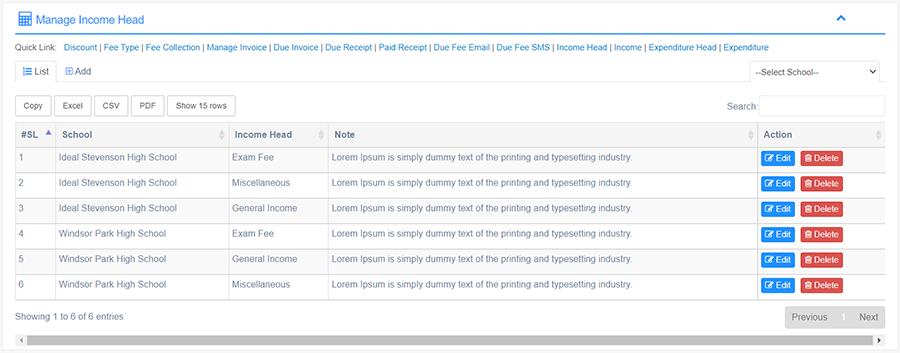 Manage Income Head
Quick Link: Discount | Fee Type | Fee Collection | Manage Invoice | Due Invoice | Due Receipt | Paid Receipt | Due Fee Email | Due Fee SMS | Income Head | Income | Expenditure Head | Expenditure
List Add --Select School--
Copy Excel CSV PDF Show 15 rows Search:
#SL School Income Head Note Action
1 Ideal Stevenson High School Exam Fee Lorem Ipsum is simply dummy text of the printing and typesetting industry. Edit Delete
2 Ideal Stevenson High School Miscellaneous Lorem Ipsum is simply dummy text of the printing and typesetting industry. Edit Delete
3 Ideal Stevenson High School General Income Lorem Ipsum is simply dummy text of the printing and typesetting industry. Edit Delete
4 Windsor Park High School Exam Fee Lorem Ipsum is simply dummy text of the printing and typesetting industry. Edit Delete
5 Windsor Park High School General Income Lorem Ipsum is simply dummy text of the printing and typesetting industry. Edit Delete
6 Windsor Park High School Miscellaneous Lorem Ipsum is simply dummy text of the printing and typesetting industry. Edit Delete
Showing 1 to 6 of 6 entries Previous 1 Next